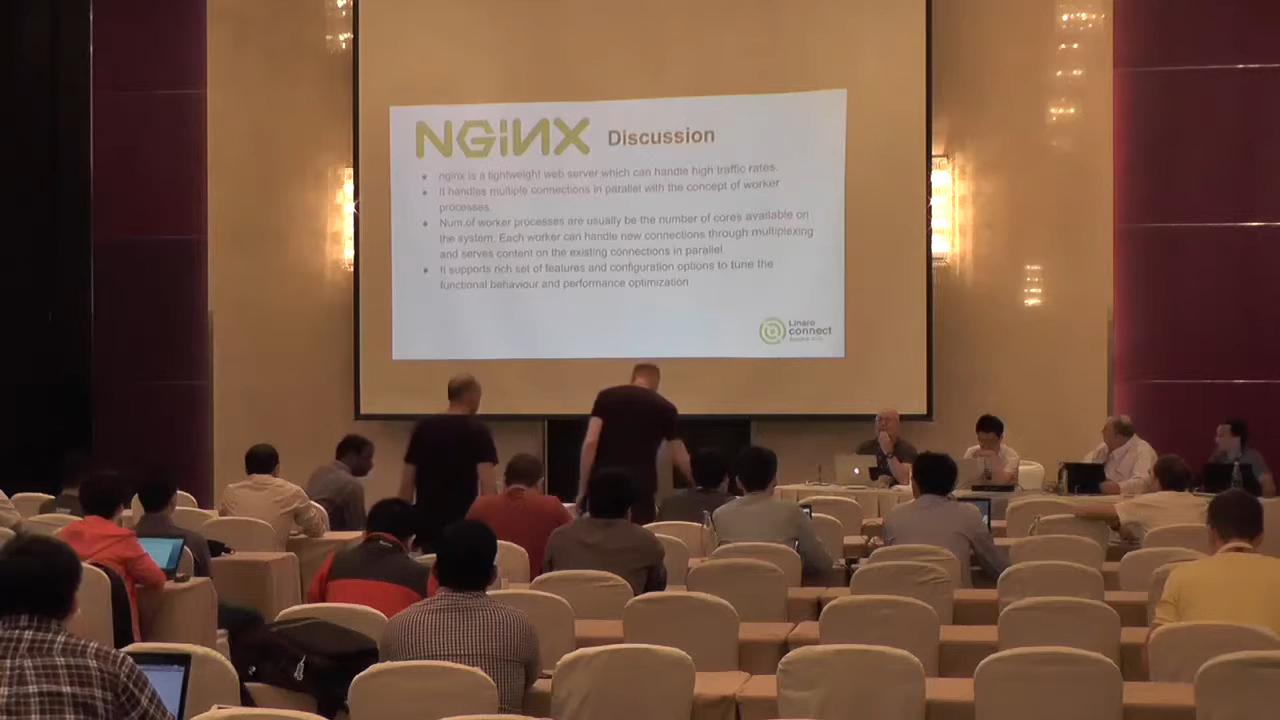 NGINX Discussion
nginx is a lightweight web server which can handle high traffic rates.
It handles multiple connections in parallel with the concept of worker
processes.
Num of worker processes are usually be the number of cores available on
the system. Each worker can handle new connections through multiplexing
and serves content on the existing connections in parallel
It supports rich set of features and configuration options to tune the
functional behaviour and performance optimization
Linaro
connect